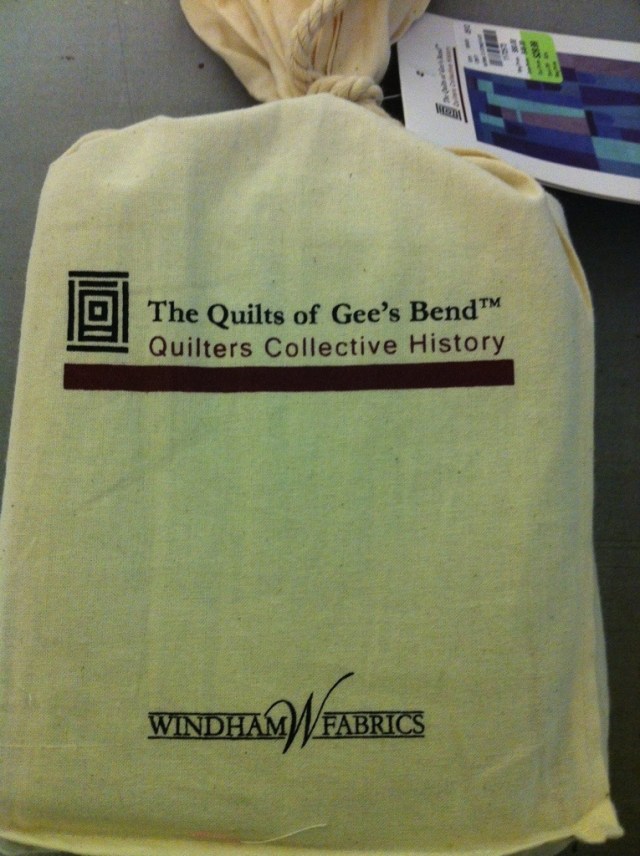 The Quilts of Gee's Bend™
Quilters Collective History
WINDHAM W FABRICS